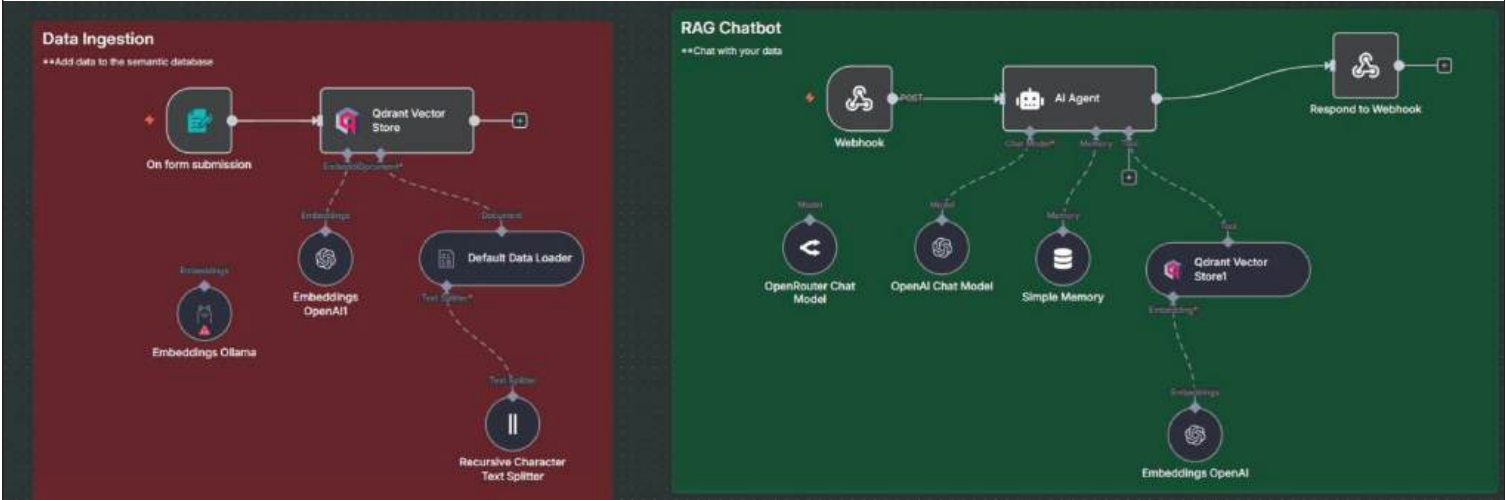 Data Ingestion
**Add data to the semantic database
On form submission
Qdrant Vector
Store
Embeddings
Embeddings
OpenAI1
Document
Default Data Loader
Embeddings
Embeddings Ollama
Text Splitter*
Text Splitter
Recursive Character
Text Splitter
RAG Chatbot
**Chat with your data
Webhook
POST
AI Agent
Chat Model*
Memory
Tool
Respond to Webhook
Model
OpenRouter Chat
Model
Model
OpenAI Chat Model
Memory
Simple Memory
Tool
Qdrant Vector
Store1
Embedding*
Embeddings
Embeddings OpenAI